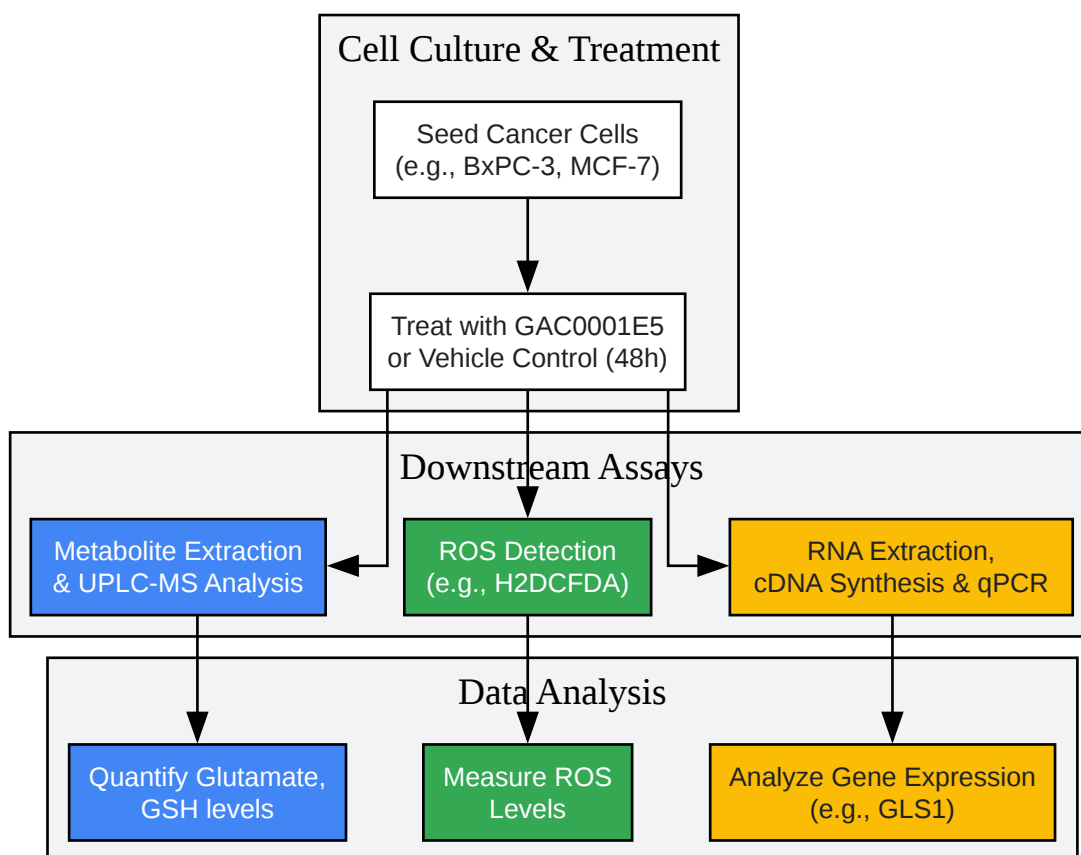 Cell Culture & Treatment
Seed Cancer Cells
(e.g., BxPC-3, MCF-7)
Treat with GAC0001E5
or Vehicle Control (48h)
Downstream Assays
Metabolite Extraction
& UPLC-MS Analysis
ROS Detection
(e.g., H2DCFDA)
RNA Extraction,
cDNA Synthesis & qPCR
Data Analysis
Quantify Glutamate,
GSH levels
Measure ROS
Levels
Analyze Gene Expression
(e.g., GLS1)